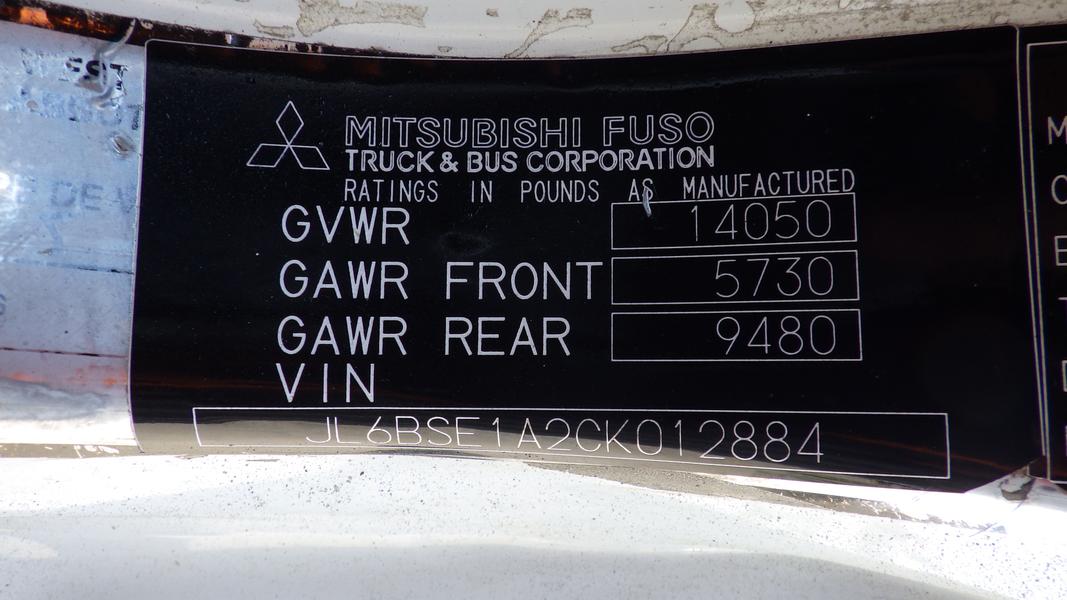 MITSUBISHI FUSO
TRUCK & BUS CORPORATION
RATINGS IN POUNDS AS MANUFACTURED
GVWR 14050
GAWR FRONT 5730
GAWR REAR 9480
VIN
JL6BSE1A2CK012884